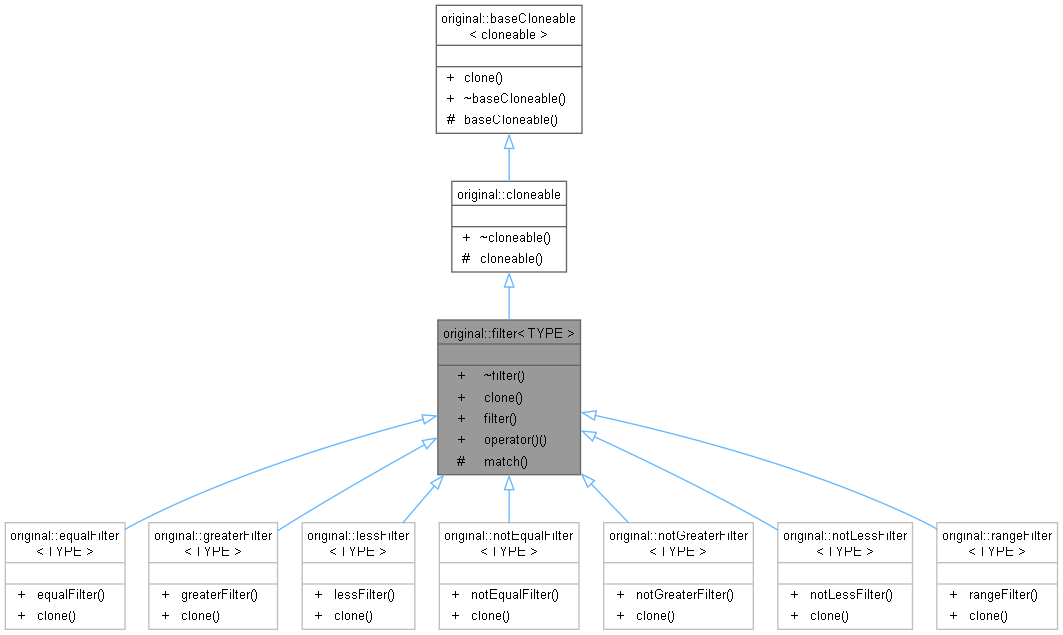 original::baseCloneable
< cloneable >
+ clone()
+ ~baseCloneable()
# baseCloneable()
original::cloneable
+ ~cloneable()
# cloneable()
original::filter< TYPE >
+ ~filter()
+ clone()
+ filter()
+ operator()()
# match()
original::equalFilter
< TYPE >
+ equalFilter()
+ clone()
original::greaterFilter
< TYPE >
+ greaterFilter()
+ clone()
original::lessFilter
< TYPE >
+ lessFilter()
+ clone()
original::notEqualFilter
< TYPE >
+ notEqualFilter()
+ clone()
original::notGreaterFilter
< TYPE >
+ notGreaterFilter()
+ clone()
original::notLessFilter
< TYPE >
+ notLessFilter()
+ clone()
original::rangeFilter
< TYPE >
+ rangeFilter()
+ clone()